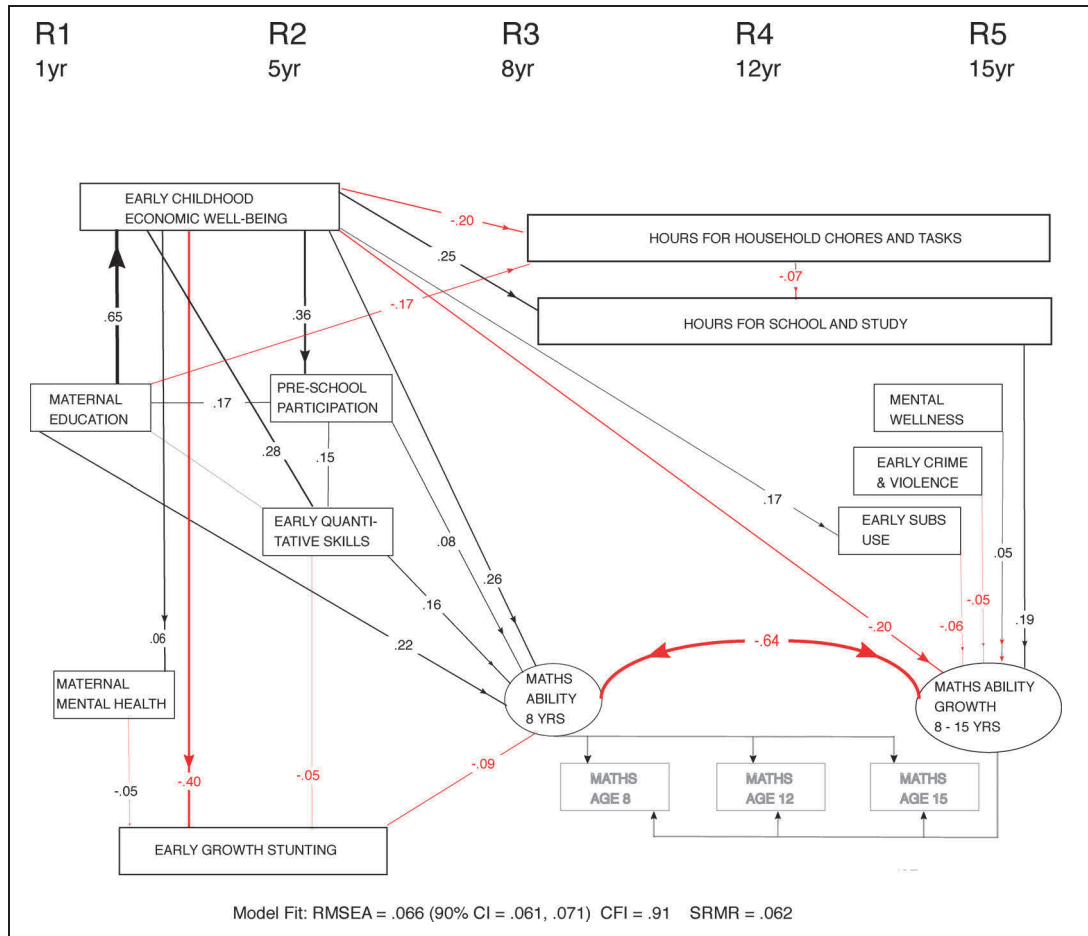 R1 R2 R3 R4 R5
1yr 5yr 8yr 12yr 15yr
EARLY CHILDHOOD
ECONOMIC WELL-BEING
-.20
HOURS FOR HOUSEHOLD CHORES AND TASKS
.25
-.07
-.17
.65
.36
HOURS FOR SCHOOL AND STUDY
MATERNAL
EDUCATION
.17
PRE-SCHOOL
PARTICIPATION
MENTAL
WELLNESS
.28
.15
EARLY CRIME
& VIOLENCE
.17
EARLY QUANTI-
TATIVE SKILLS
EARLY SUBS
USE
.08
.05
.26
.16
-.05
-.06
.19
-.20
.22
.06
-.64
MATERNAL
MENTAL HEALTH
MATHS
ABILITY
8 YRS
MATHS ABILITY
GROWTH
8 - 15 YRS
-.05
-.40
-.05
-.09
MATHS
AGE 8
MATHS
AGE 12
MATHS
AGE 15
EARLY GROWTH STUNTING
Model Fit: RMSEA = .066 (90% CI = .061, .071) CFI = .91 SRMR = .062